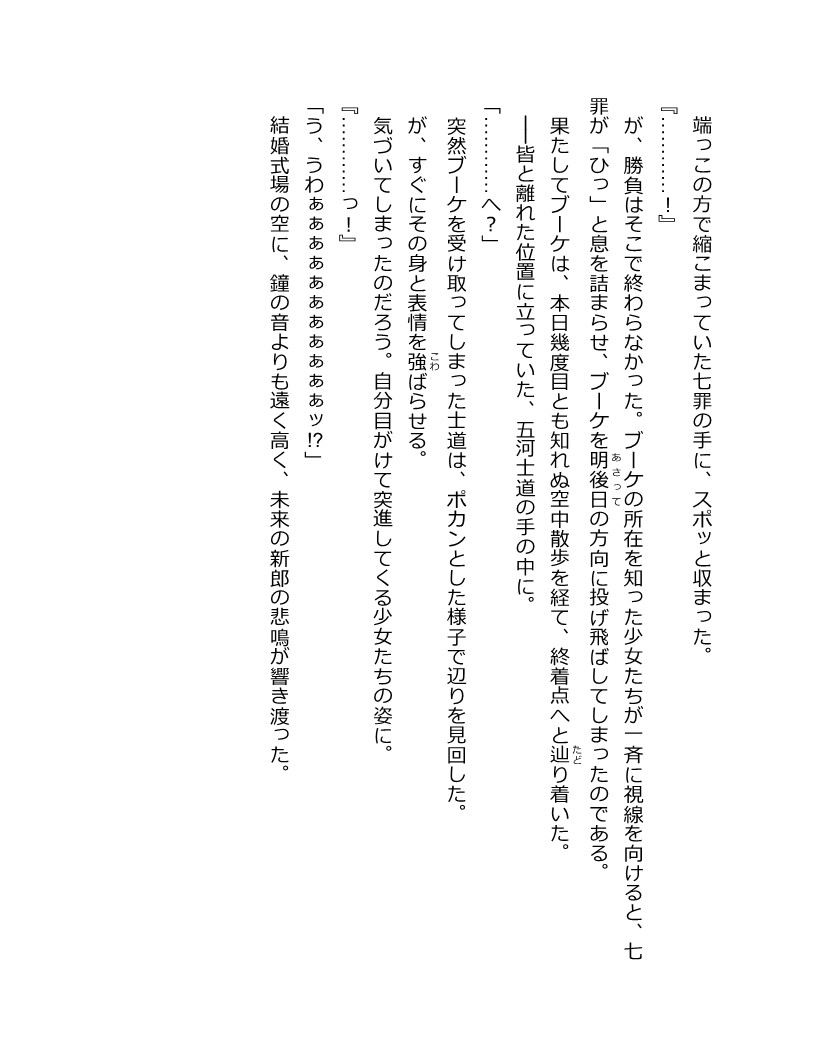 端っこの方で縮こまっていた七罪の手に、スポッと収まった。
『…………！』
が、勝負はそこで終わらなかった。ブーケの所在を知った少女たちが一斉に視線を向けると、七
罪が「ひっ」と息を詰まらせ、ブーケを明後日の方向に投げ飛ばしてしまったのである。
あさって
果たしてブーケは、本日幾度目とも知れぬ空中散歩を経て、終着点へと辿り着いた。
たど
――皆と離れた位置に立っていた、五河士道の手の中に。
「…………へ？」
突然ブーケを受け取ってしまった士道は、ポカンとした様子で辺りを見回した。
が、すぐにその身と表情を強ばらせる。
こわ
気づいてしまったのだろう。自分目がけて突進してくる少女たちの姿に。
『…………っ！』
「う、うわぁぁぁぁぁぁぁぁぁぁッ!?」
結婚式場の空に、鐘の音よりも遠く高く、未来の新郎の悲鳴が響き渡った。